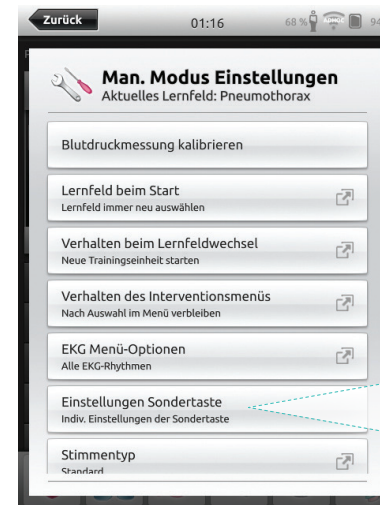 Zurück
01:16
68 %
94
Man. Modus Einstellungen
Aktuelles Lernfeld: Pneumothorax
Blutdruckmessung kalibrieren
Lernfeld beim Start
Lernfeld immer neu auswählen
Verhalten beim Lernfeldwechsel
Neue Trainingseinheit starten
Verhalten des Interventionsmenüs
Nach Auswahl im Menü verbleiben
EKG Menü-Optionen
Alle EKG-Rhythmen
Einstellungen Sondertaste
Indiv. Einstellungen der Sondertaste
Stimmentyp
Standard